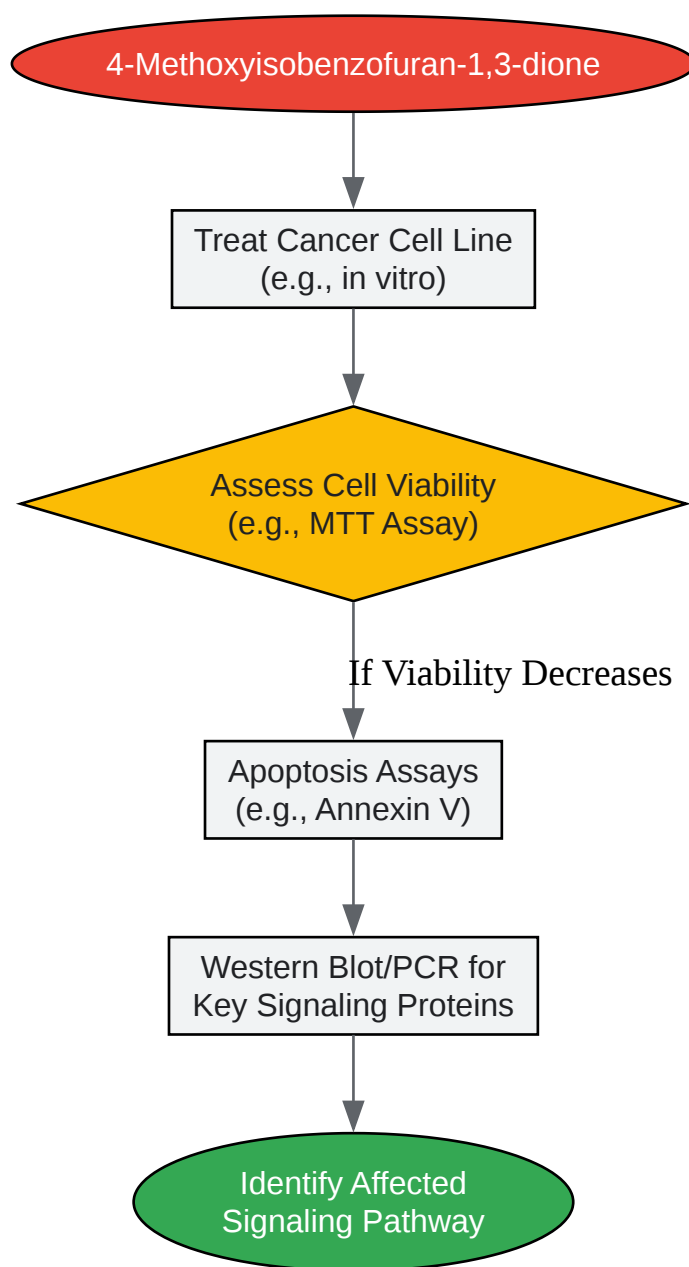 4-Methoxyisobenzofuran-1,3-dione
Treat Cancer Cell Line
(e.g., in vitro)
Assess Cell Viability
(e.g., MTT Assay)
If Viability Decreases
Apoptosis Assays
(e.g., Annexin V)
Western Blot/PCR for
Key Signaling Proteins
Identify Affected
Signaling Pathway